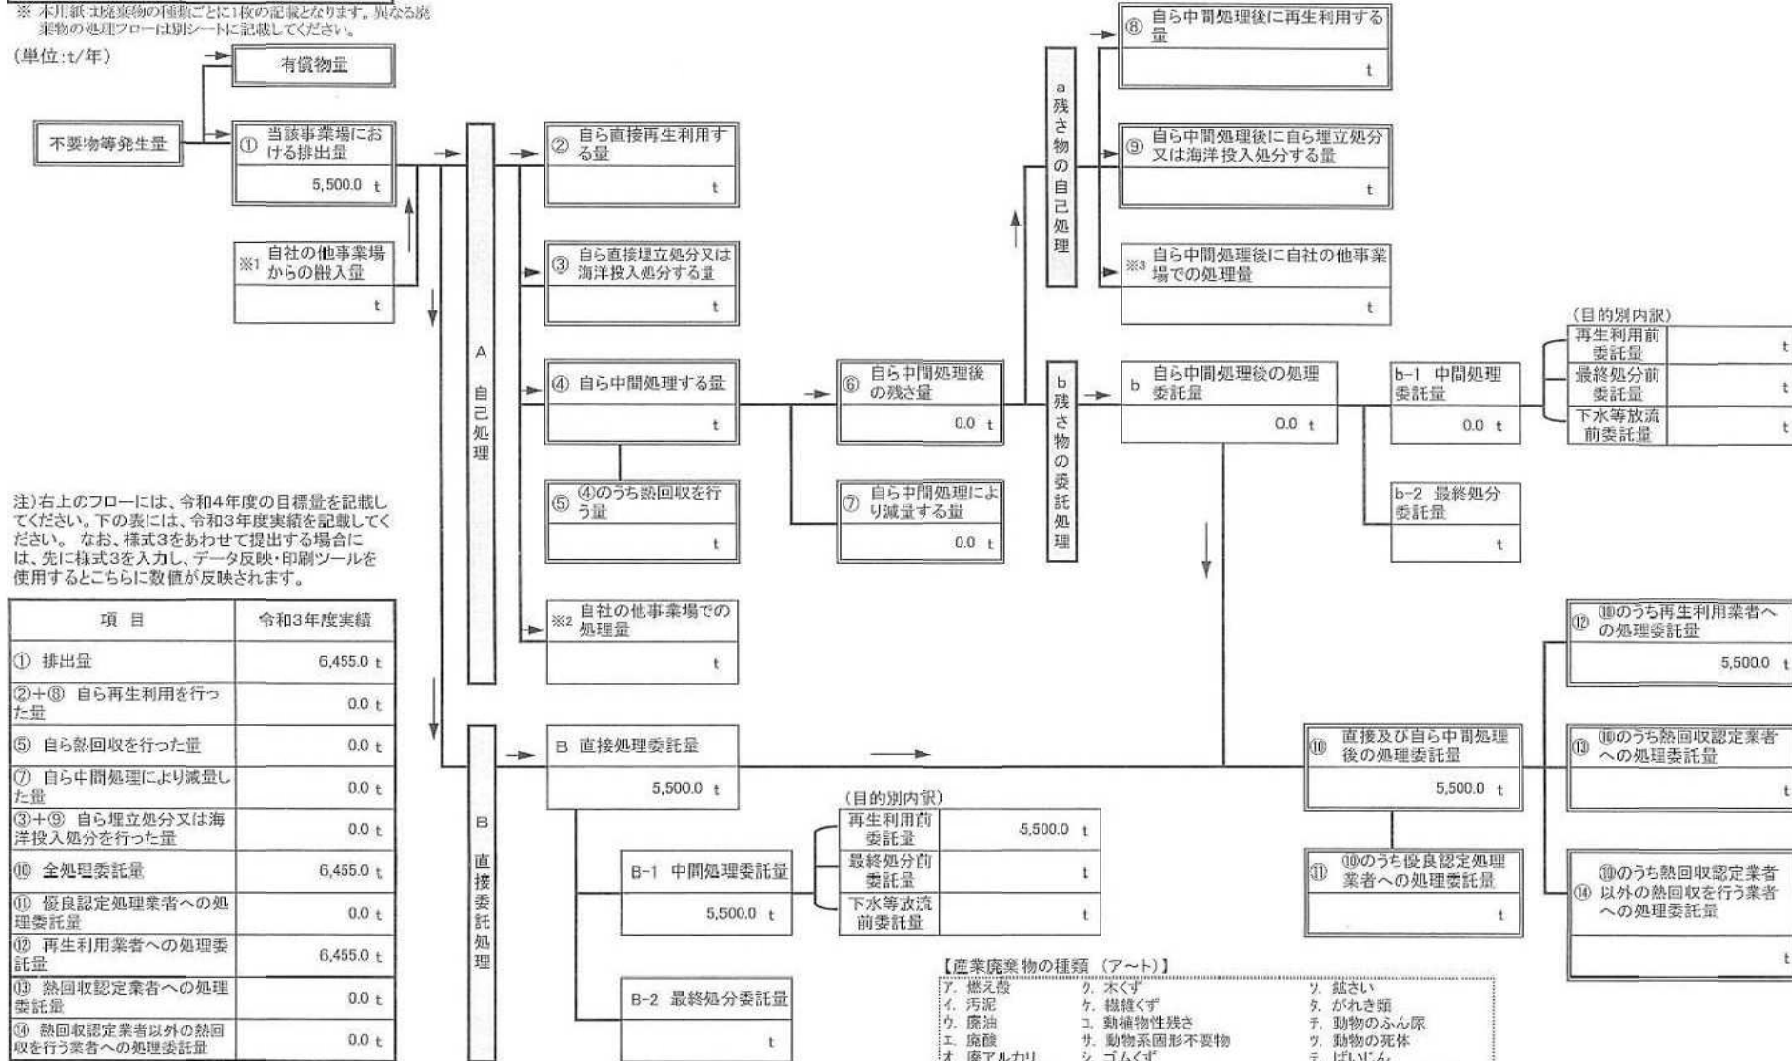 ※ 本用紙は廃棄物の種類ごとに1枚の記載となります。異なる廃
棄物の処理フローは別シートに記載してください。
(単位:t/年)
有償物量
不要物等発生量
① 当該事業場にお
ける排出量
5,500.0 t
※1 自社の他事業場
からの搬入量
t
A 自己処理
② 自ら直接再生利用す
る量
t
③ 自ら直接埋立処分又は
海洋投入処分する量
t
④ 自ら中間処理する量
t
⑤ ④のうち熱回収を行
う量
t
※2 自社の他事業場での
処理量
t
⑥ 自ら中間処理後
の残さ量
0.0 t
⑦ 自ら中間処理によ
り減量する量
0.0 t
a 残さ物の自己処理
⑧ 自ら中間処理後に再生利用する
量
t
⑨ 自ら中間処理後に自ら埋立処分
又は海洋投入処分する量
t
※3 自ら中間処理後に自社の他事業
場での処理量
t
b 残さ物の委託処理
b 自ら中間処理後の処理
委託量
0.0 t
b-1 中間処理
委託量
0.0 t
(目的別内訳)
再生利用前
委託量
t
最終処分前
委託量
t
下水等放流
前委託量
t
b-2 最終処分
委託量
t
注)右上のフローには、令和4年度の目標量を記載し
てください。下の表には、令和3年度実績を記載してく
ださい。 なお、様式3をあわせて提出する場合に
は、先に様式3を入力し、データ反映・印刷ツールを
使用するとこちらに数値が反映されます。
項 目 令和3年度実績
① 排出量 6,455.0 t
②+⑧ 自ら再生利用を行っ
た量 0.0 t
⑤ 自ら熱回収を行った量 0.0 t
⑦ 自ら中間処理により減量し
た量 0.0 t
③+⑨ 自ら埋立処分又は海
洋投入処分を行った量 0.0 t
⑩ 全処理委託量 6,455.0 t
⑪ 優良認定処理業者への処
理委託量 0.0 t
⑫ 再生利用業者への処理委
託量 6,455.0 t
⑬ 熱回収認定業者への処理
委託量 0.0 t
⑭ 熱回収認定業者以外の熱回
収を行う業者への処理委託量 0.0 t
B 直接委託処理
B 直接処理委託量
5,500.0 t
B-1 中間処理委託量
5,500.0 t
(目的別内訳)
再生利用前
委託量
5,500.0 t
最終処分前
委託量
t
下水等放流
前委託量
t
B-2 最終処分委託量
t
⑩ 直接及び自ら中間処理
後の処理委託量
5,500.0 t
⑪ ⑩のうち優良認定処理
業者への処理委託量
t
⑫ ⑩のうち再生利用業者へ
の処理委託量
5,500.0 t
⑬ ⑩のうち熱回収認定業者
への処理委託量
t
⑭ ⑩のうち熱回収認定業者
以外の熱回収を行う業者
への処理委託量
t
【産業廃棄物の種類 (ア~ト)】
ア. 燃え殻 ク. 木くず ソ. 鉱さい
イ. 汚泥 ケ. 繊維くず タ. がれき類
ウ. 廃油 コ. 動植物性残さ チ. 動物のふん尿
エ. 廃酸 サ. 動物系固形不要物 ツ. 動物の死体
オ. 廃アルカリ シ. ゴムくず テ. ばいじん